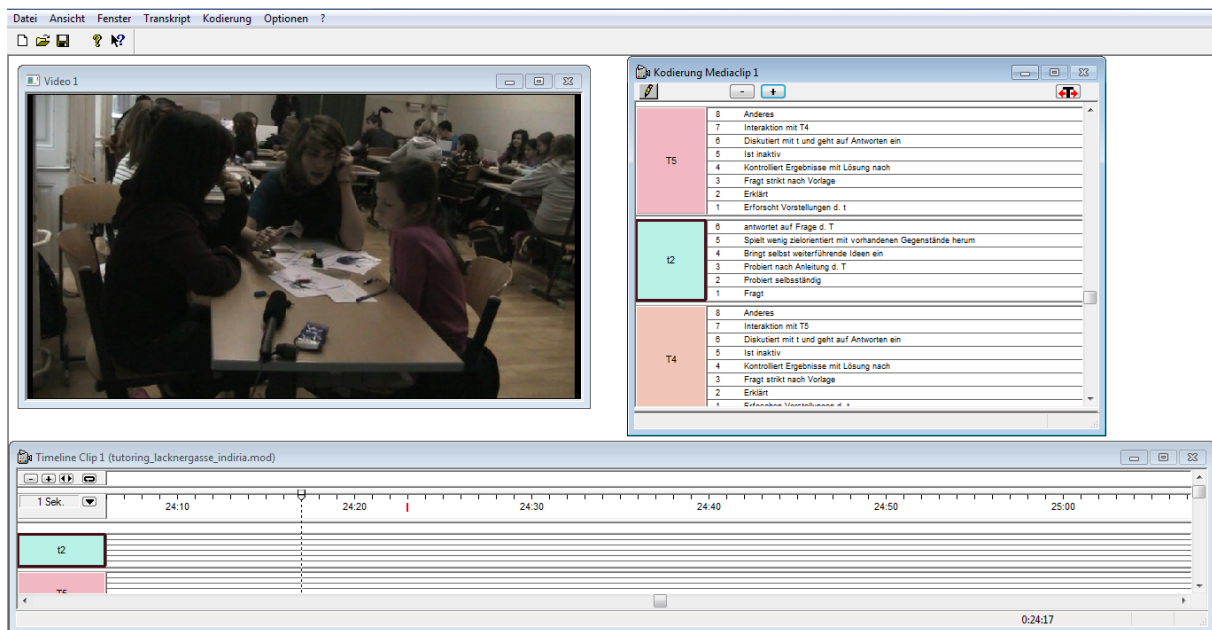 Datei Ansicht Fenster Transkript Kodierung Optionen ?
Video 1
Kodierung Mediaclip 1
- +
T
T5
8 Anderes
7 Interaktion mit T4
6 Diskutiert mit t und geht auf Antworten ein
5 Ist inaktiv
4 Kontrolliert Ergebnisse mit Lösung nach
3 Fragt strikt nach Vorlage
2 Erklärt
1 Erforscht Vorstellungen d. t
t2
6 antwortet auf Frage d. T
5 Spielt wenig zielorientiert mit vorhandenen Gegenstände herum
4 Bringt selbst weiterführende Ideen ein
3 Probiert nach Anleitung d. T
2 Probiert selbsständig
1 Fragt
T4
8 Anderes
7 Interaktion mit T5
6 Diskutiert mit t und geht auf Antworten ein
5 Ist inaktiv
4 Kontrolliert Ergebnisse mit Lösung nach
3 Fragt strikt nach Vorlage
2 Erklärt
1 Erforschen Vorstellungen d. t
Timeline Clip 1 (tutoring_lacknergasse_indiria.mod)
- +
1 Sek. 24:10 24:20 24:30 24:40 24:50 25:00
t2
T5
0:24:17